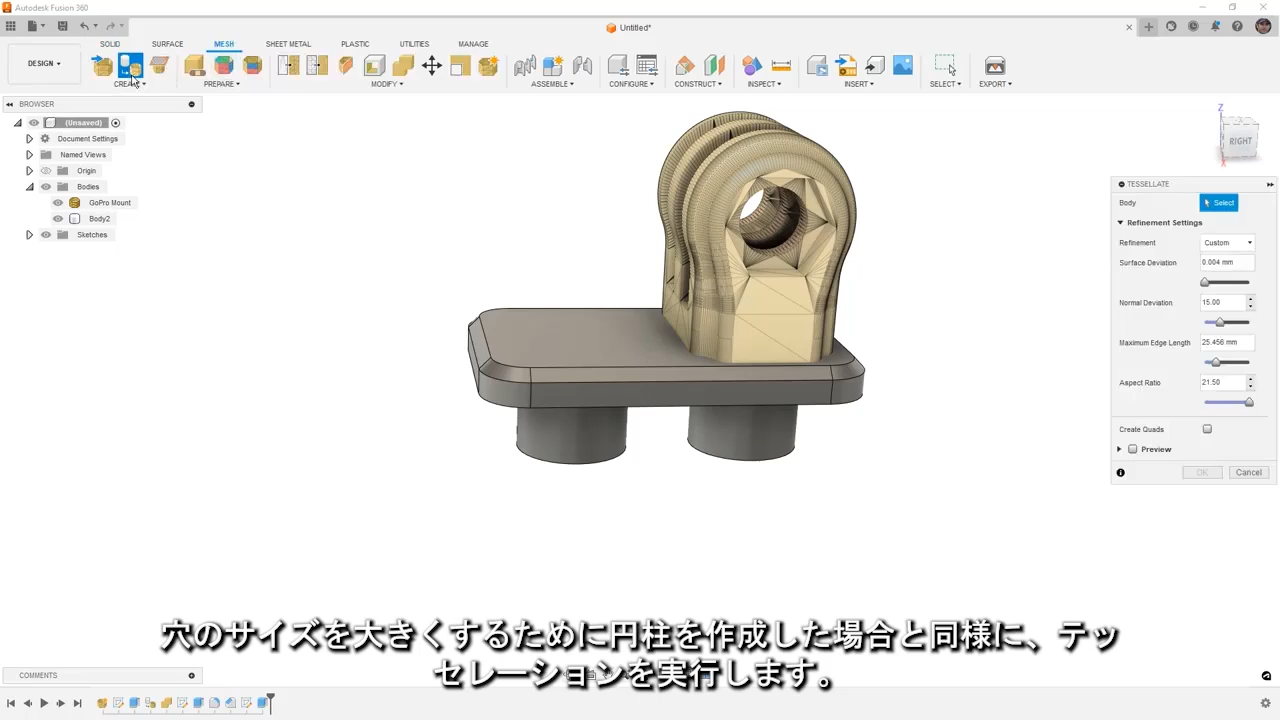 Autodesk Fusion 360
Untitled*
DESIGN
SOLID
SURFACE
MESH
SHEET METAL
PLASTIC
UTILITIES
MANAGE
CREATE
PREPARE
MODIFY
ASSEMBLE
CONFIGURE
CONSTRUCT
INSPECT
INSERT
SELECT
EXPORT
BROWSER
(Unsaved)
Document Settings
Named Views
Origin
Bodies
GoPro Mount
Body2
Sketches
Z
RIGHT
X
TESSELLATE
Body
Select
Refinement Settings
Refinement
Custom
Surface Deviation
0.004 mm
Normal Deviation
15.00
Maximum Edge Length
25.456 mm
Aspect Ratio
21.50
Create Quads
Preview
OK
Cancel
穴のサイズを大きくするために円柱を作成した場合と同様に、テッ
セレーションを実行します。
COMMENTS